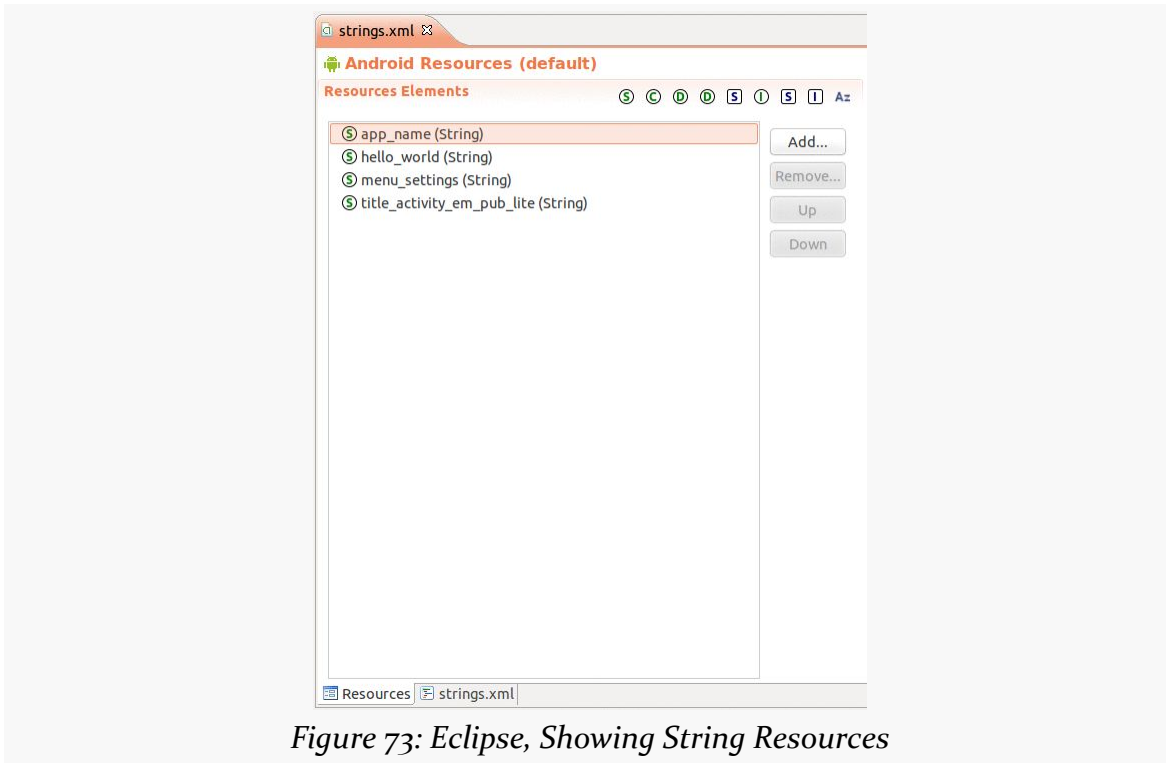 strings.xml
Android Resources (default)
Resources Elements
S C D D S I S I Az
app_name (String)
hello_world (String)
menu_settings (String)
title_activity_em_pub_lite (String)
Add...
Remove...
Up
Down
Resources strings.xml
Figure 73: Eclipse, Showing String Resources